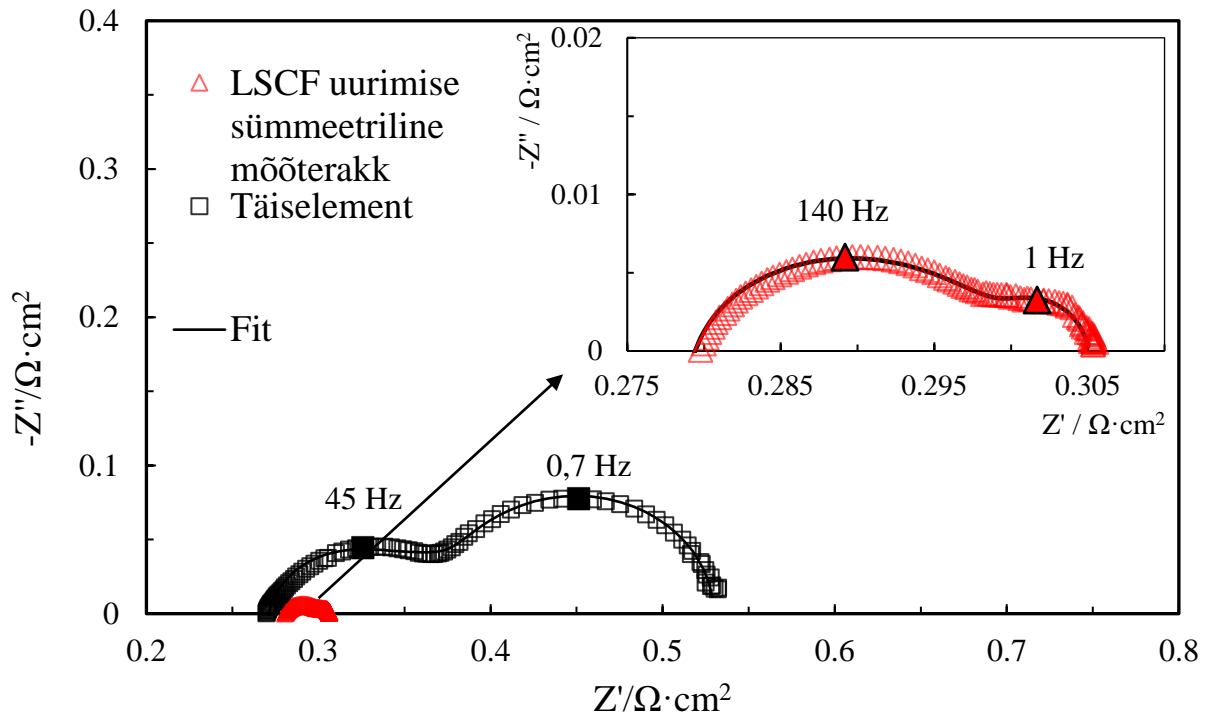 0.4
0.3
0.2
0.1
0
-Z''/Ω·cm²
0.2
0.3
0.4
0.5
0.6
0.7
0.8
Z'/Ω·cm²
LSCF uurimise
sümmeetriline
mõõterakk
Täiselement
Fit
45 Hz
0,7 Hz
0.02
0.01
0
-Z'' / Ω·cm²
140 Hz
1 Hz
0.275
0.285
0.295
0.305
Z' / Ω·cm²